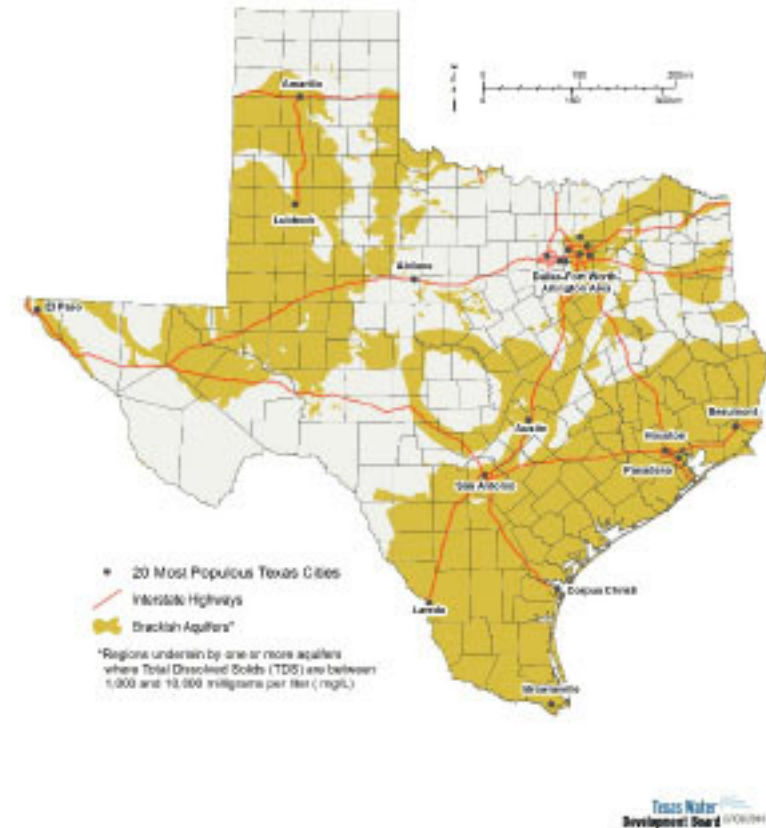 Amarillo
Lubbock
Abilene
Dallas-Fort Worth
Arlington Area
El Paso
Austin
Houston
Beaumont
Pasadena
San Antonio
Corpus Christi
Laredo
Brownsville
20 Most Populous Texas Cities
Interstate Highways
Brackish Aquifers*
*Regions underlain by one or more aquifers
where Total Dissolved Solids (TDS) are between
1,000 and 10,000 milligrams per liter (mg/L)
Texas Water
Development Board